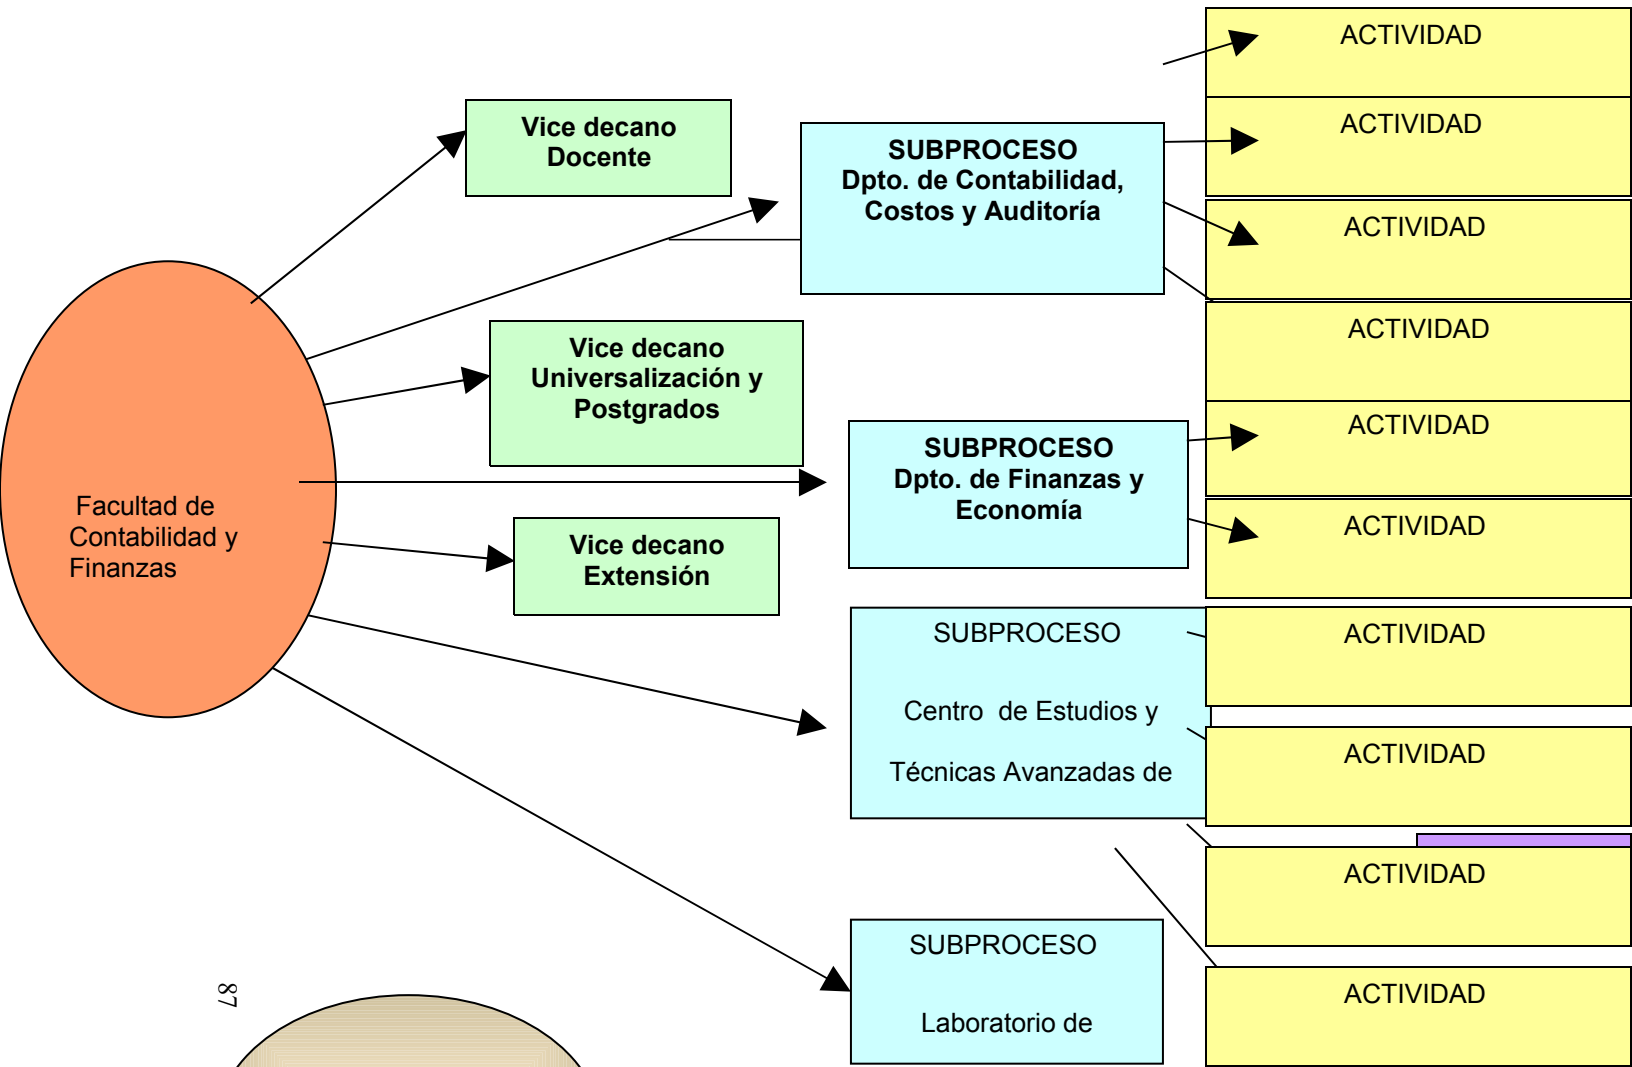 Facultad de
Contabilidad y
Finanzas
Vice decano
Docente
Vice decano
Universalización y
Postgrados
Vice decano
Extensión
SUBPROCESO
Dpto. de Contabilidad,
Costos y Auditoría
SUBPROCESO
Dpto. de Finanzas y
Economía
SUBPROCESO
Centro de Estudios y
Técnicas Avanzadas de
SUBPROCESO
Laboratorio de
ACTIVIDAD
ACTIVIDAD
ACTIVIDAD
ACTIVIDAD
ACTIVIDAD
ACTIVIDAD
ACTIVIDAD
ACTIVIDAD
ACTIVIDAD
ACTIVIDAD
87